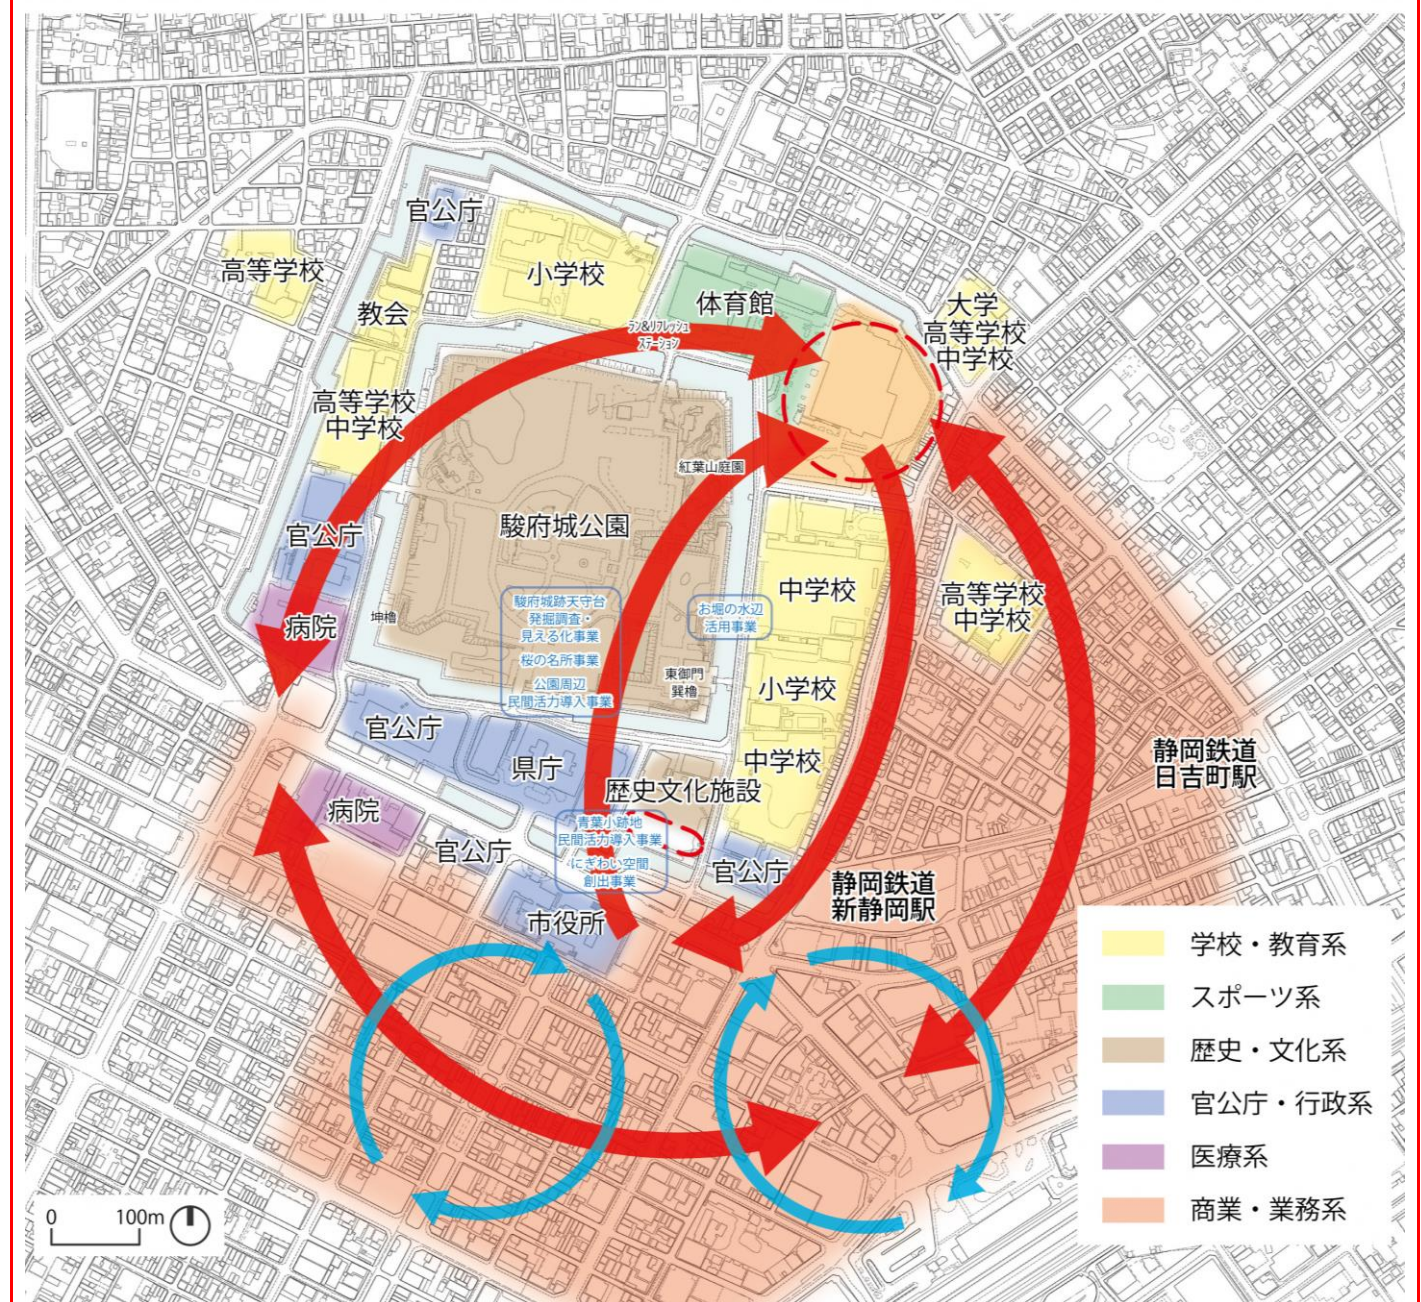 官公庁
高等学校
小学校
教会
体育館
大学
高等学校
中学校
ラン&リフレッシュ
ステーション
高等学校
中学校
紅葉山庭園
官公庁
駿府城公園
病院
坤櫓
駿府城跡天守台
発掘調査・
見える化事業
桜の名所事業
公園周辺
民間活力導入事業
お堀の水辺
活用事業
東御門
巽櫓
中学校
高等学校
中学校
小学校
官公庁
県庁
中学校
静岡鉄道
日吉町駅
歴史文化施設
病院
青葉小跡地
民間活力導入事業
にぎわい空間
創出事業
官公庁
官公庁
静岡鉄道
新静岡駅
市役所
学校・教育系
スポーツ系
歴史・文化系
官公庁・行政系
医療系
商業・業務系
0 100m